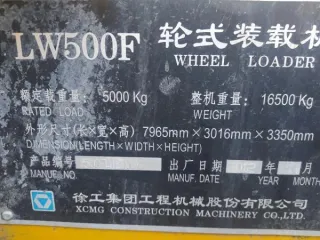 LW500F 轮式装载机
WHEEL LOADER
额定载重量: 5000 Kg 整机重量: 16500 Kg
RATED LOAD WEIGHT
外形尺寸(长×宽×高) 7965mm×3016mm×3350mm
DIMENSION(LENGTH×WIDTH×HEIGHT)
产品编号 出厂日期 年 月
MANUF. NO. MANUF. DATE YEAR MONTH
徐工集团工程机械股份有限公司
XCMG CONSTRUCTION MACHINERY CO., LTD.